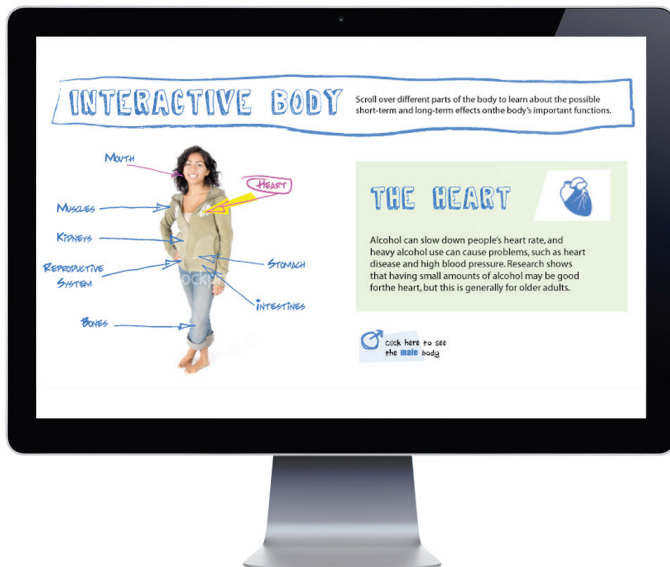 INTERACTIVE BODY
Scroll over different parts of the body to learn about the possible
short-term and long-term effects onthe body's important functions.
MOUTH
HEART
MUSCLES
KIDNEYS
REPRODUCTIVE
SYSTEM
STOMACH
INTESTINES
BONES
THE HEART
Alcohol can slow down people's heart rate, and
heavy alcohol use can cause problems, such as heart
disease and high blood pressure. Research shows
that having small amounts of alcohol may be good
forthe heart, but this is generally for older adults.
click here to see
the male body